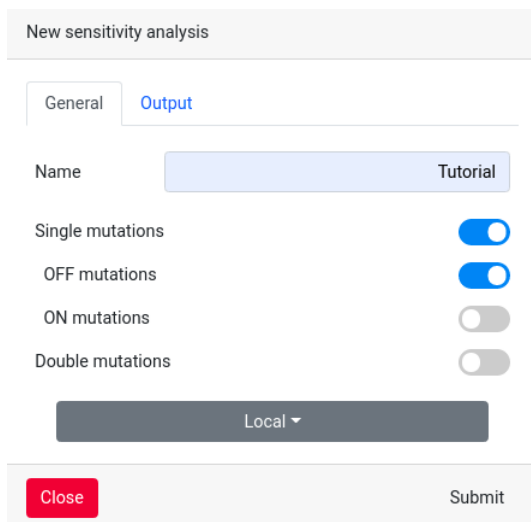 New sensitivity analysis
General Output
Name Tutorial
Single mutations
OFF mutations
ON mutations
Double mutations
Local
Close Submit